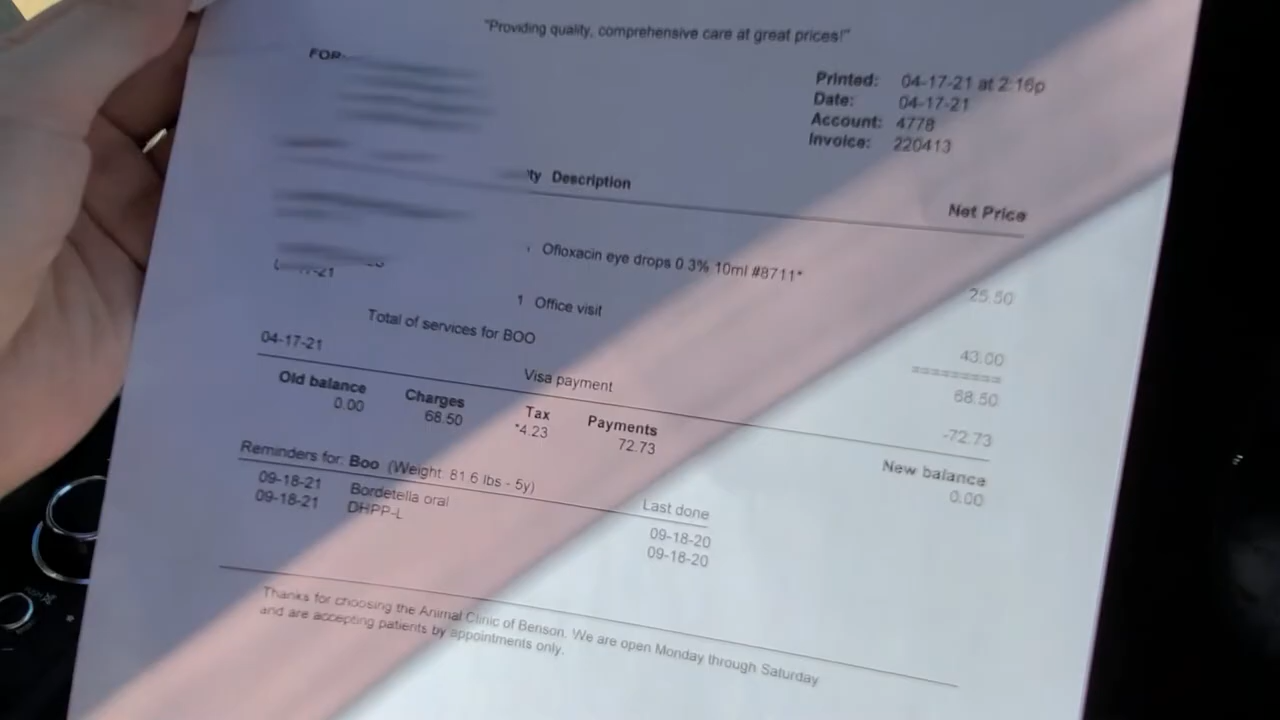 "Providing quality, comprehensive care at great prices!"
FOR
Printed: 04-17-21 at 2:16p
Date: 04-17-21
Account: 4778
Invoice: 220413
Description Net Price
Ofloxacin eye drops 0.3% 10ml #8711* 25.50
1 Office visit 43.00
=========
Total of services for BOO 68.50
04-17-21 Visa payment -72.73
Old balance Charges Tax Payments New balance
0.00 68.50 *4.23 72.73 0.00
Reminders for: Boo (Weight: 81.6 lbs - 5y) Last done
09-18-21 Bordetella oral 09-18-20
09-18-21 DHPP-L 09-18-20
Thanks for choosing the Animal Clinic of Benson. We are open Monday through Saturday
and are accepting patients by appointments only.